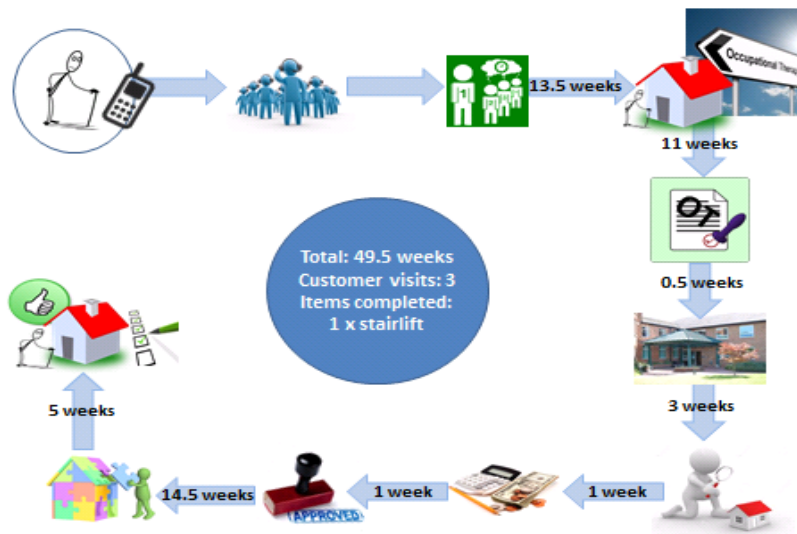 13.5 weeks
Occupational Therap
11 weeks
OT
0.5 weeks
Total: 49.5 weeks
Customer visits: 3
Items completed:
1 x stairlift
3 weeks
5 weeks
14.5 weeks
1 week
1 week
APPROVED